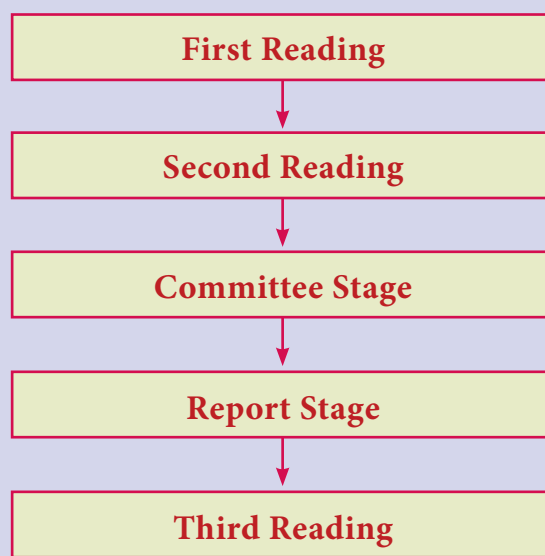 First Reading
Second Reading
Committee Stage
Report Stage
Third Reading